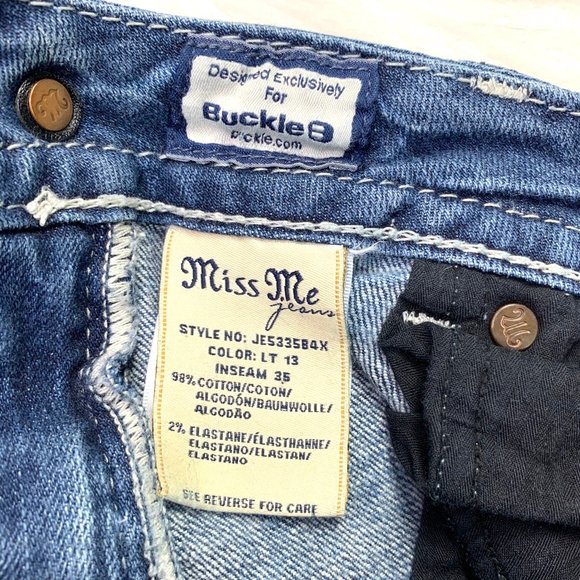 Designed Exclusively
For
Buckle B
buckle.com
Miss Me
jeans
STYLE NO: JE5335B4X
COLOR: LT 13
INSEAM 35
98% COTTON/COTON/
ALGODÓN/BAUMWOLLE/
ALGODÃO
2% ELASTANE/ÉLASTHANNE/
ELASTANO/ELASTAN/
ELASTANO
SEE REVERSE FOR CARE